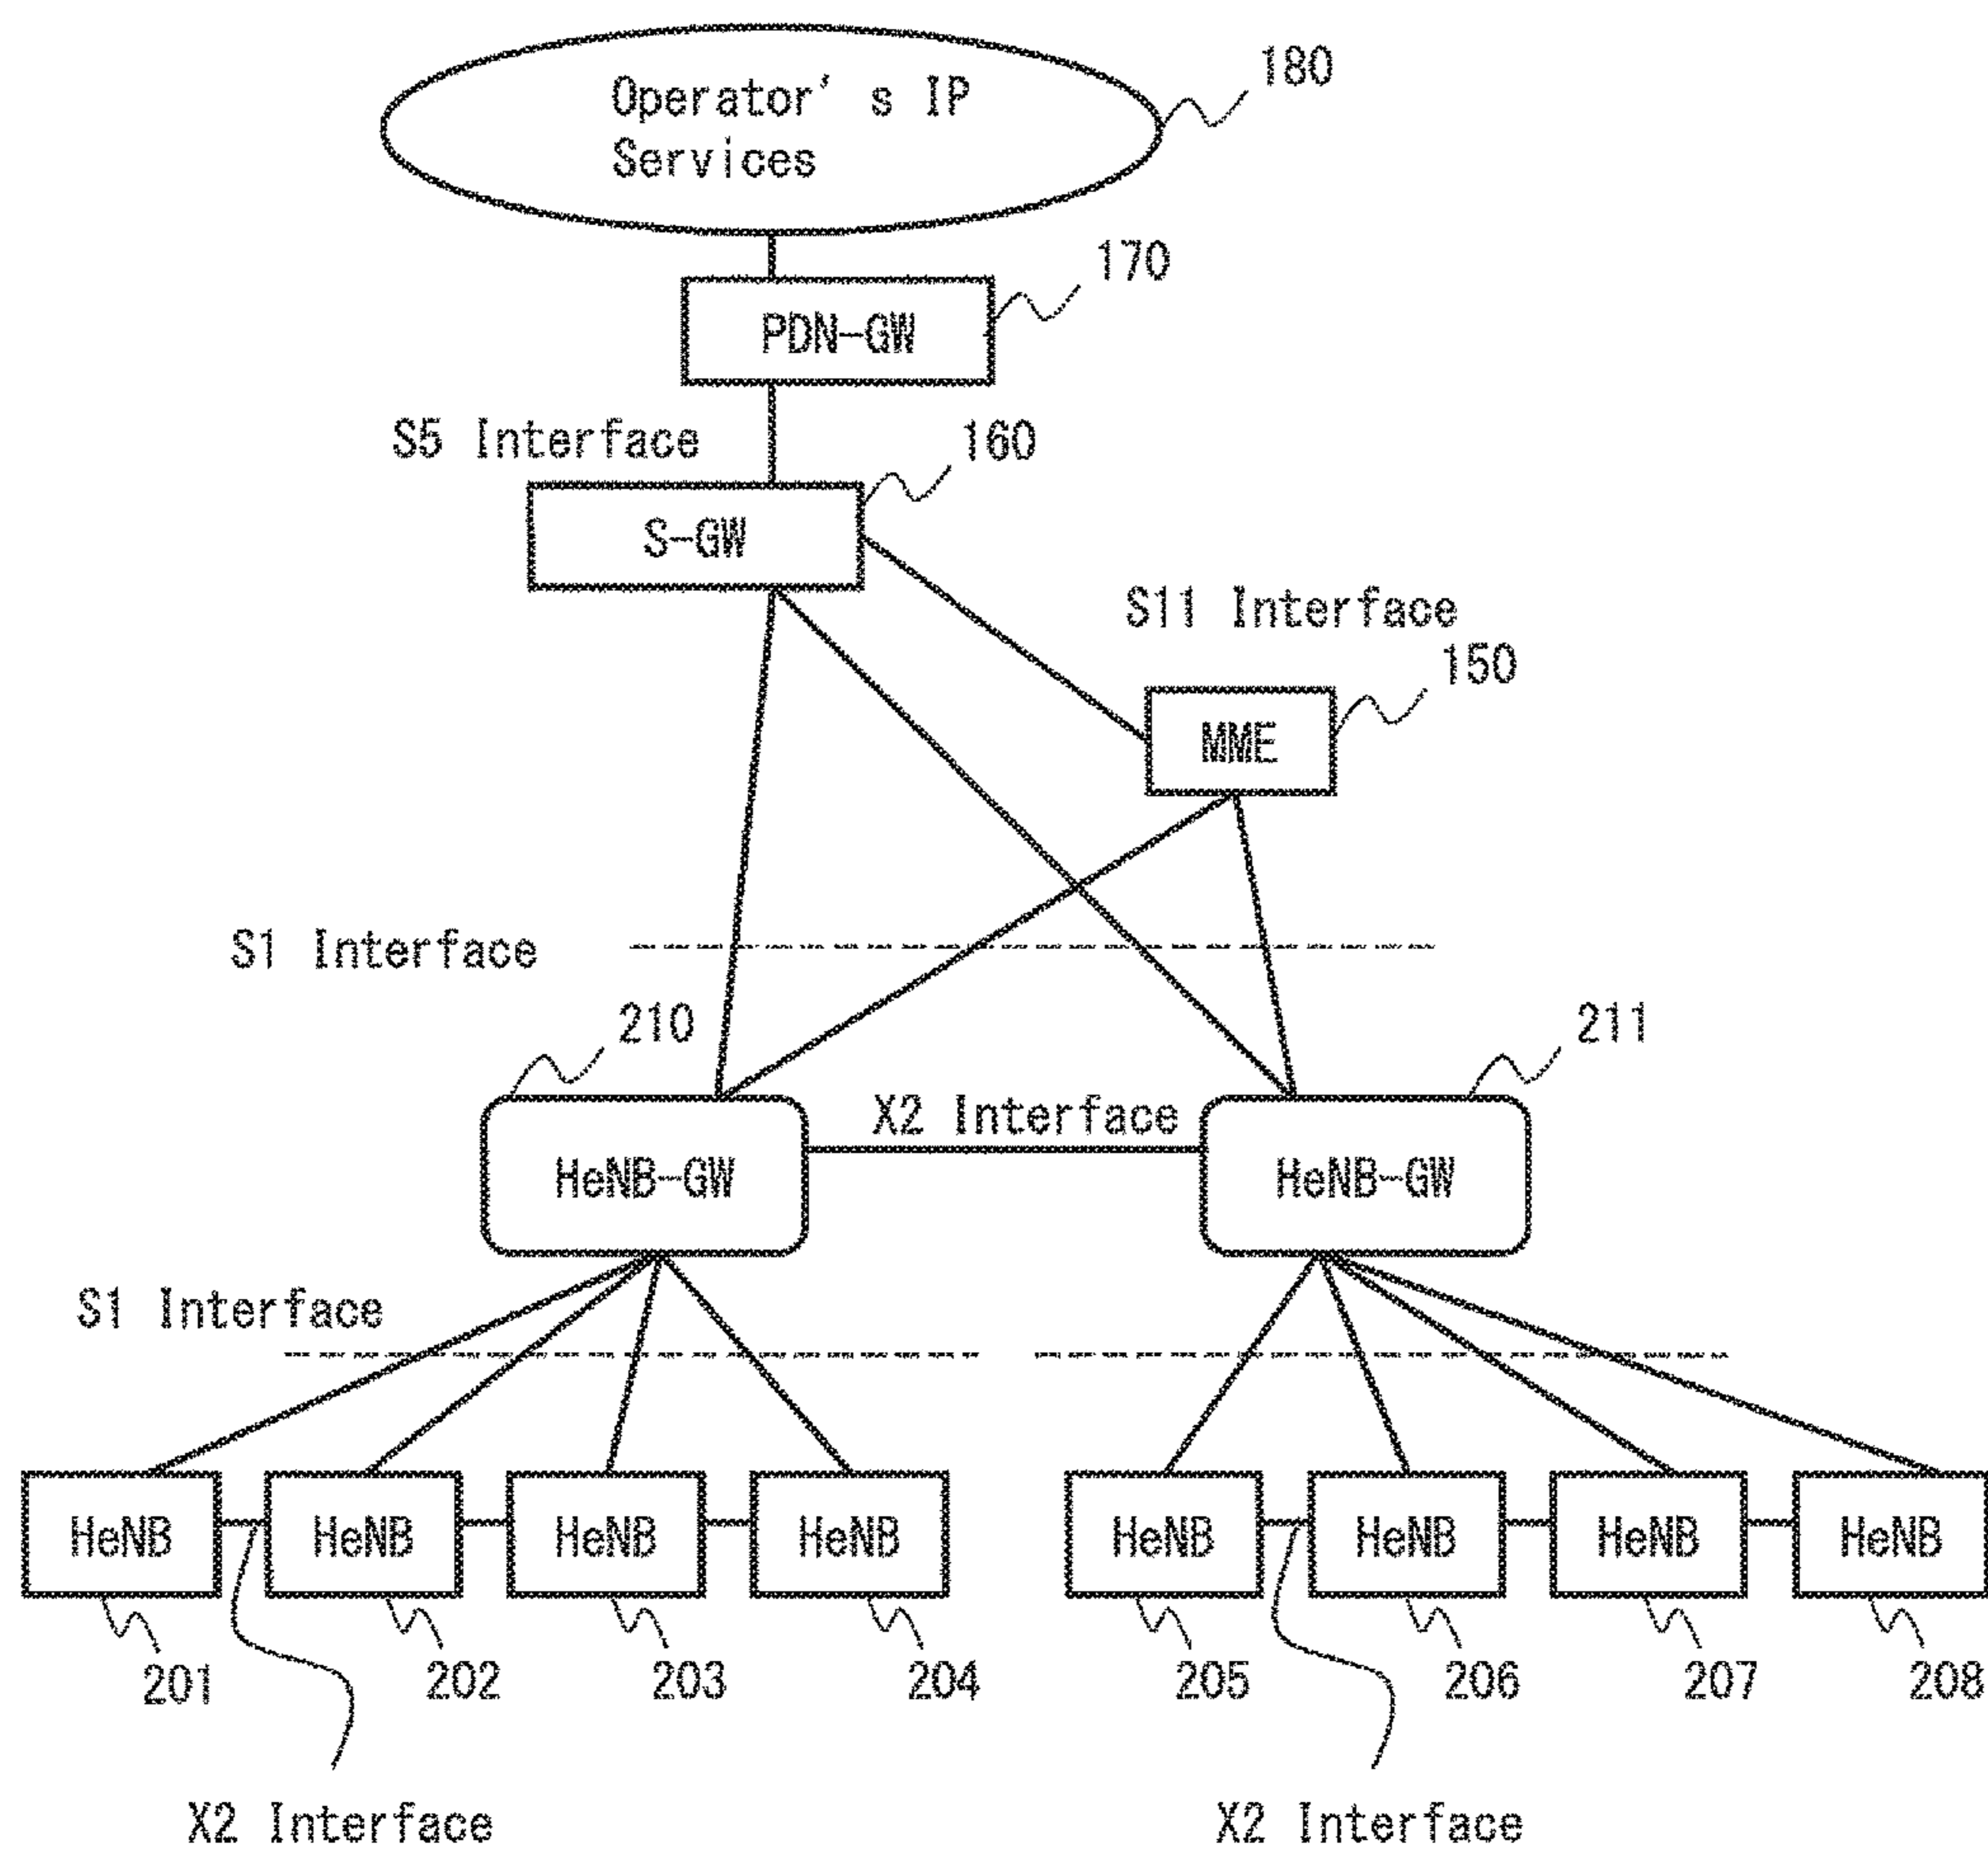 180
Operator's IP
Services
170
PDN-GW
S5 Interface
160
S-GW
S11 Interface
150
MME
S1 Interface
210
211
X2 Interface
HeNB-GW
HeNB-GW
S1 Interface
HeNB
HeNB
HeNB
HeNB
HeNB
HeNB
HeNB
HeNB
201
202
203
204
205
206
207
208
X2 Interface
X2 Interface